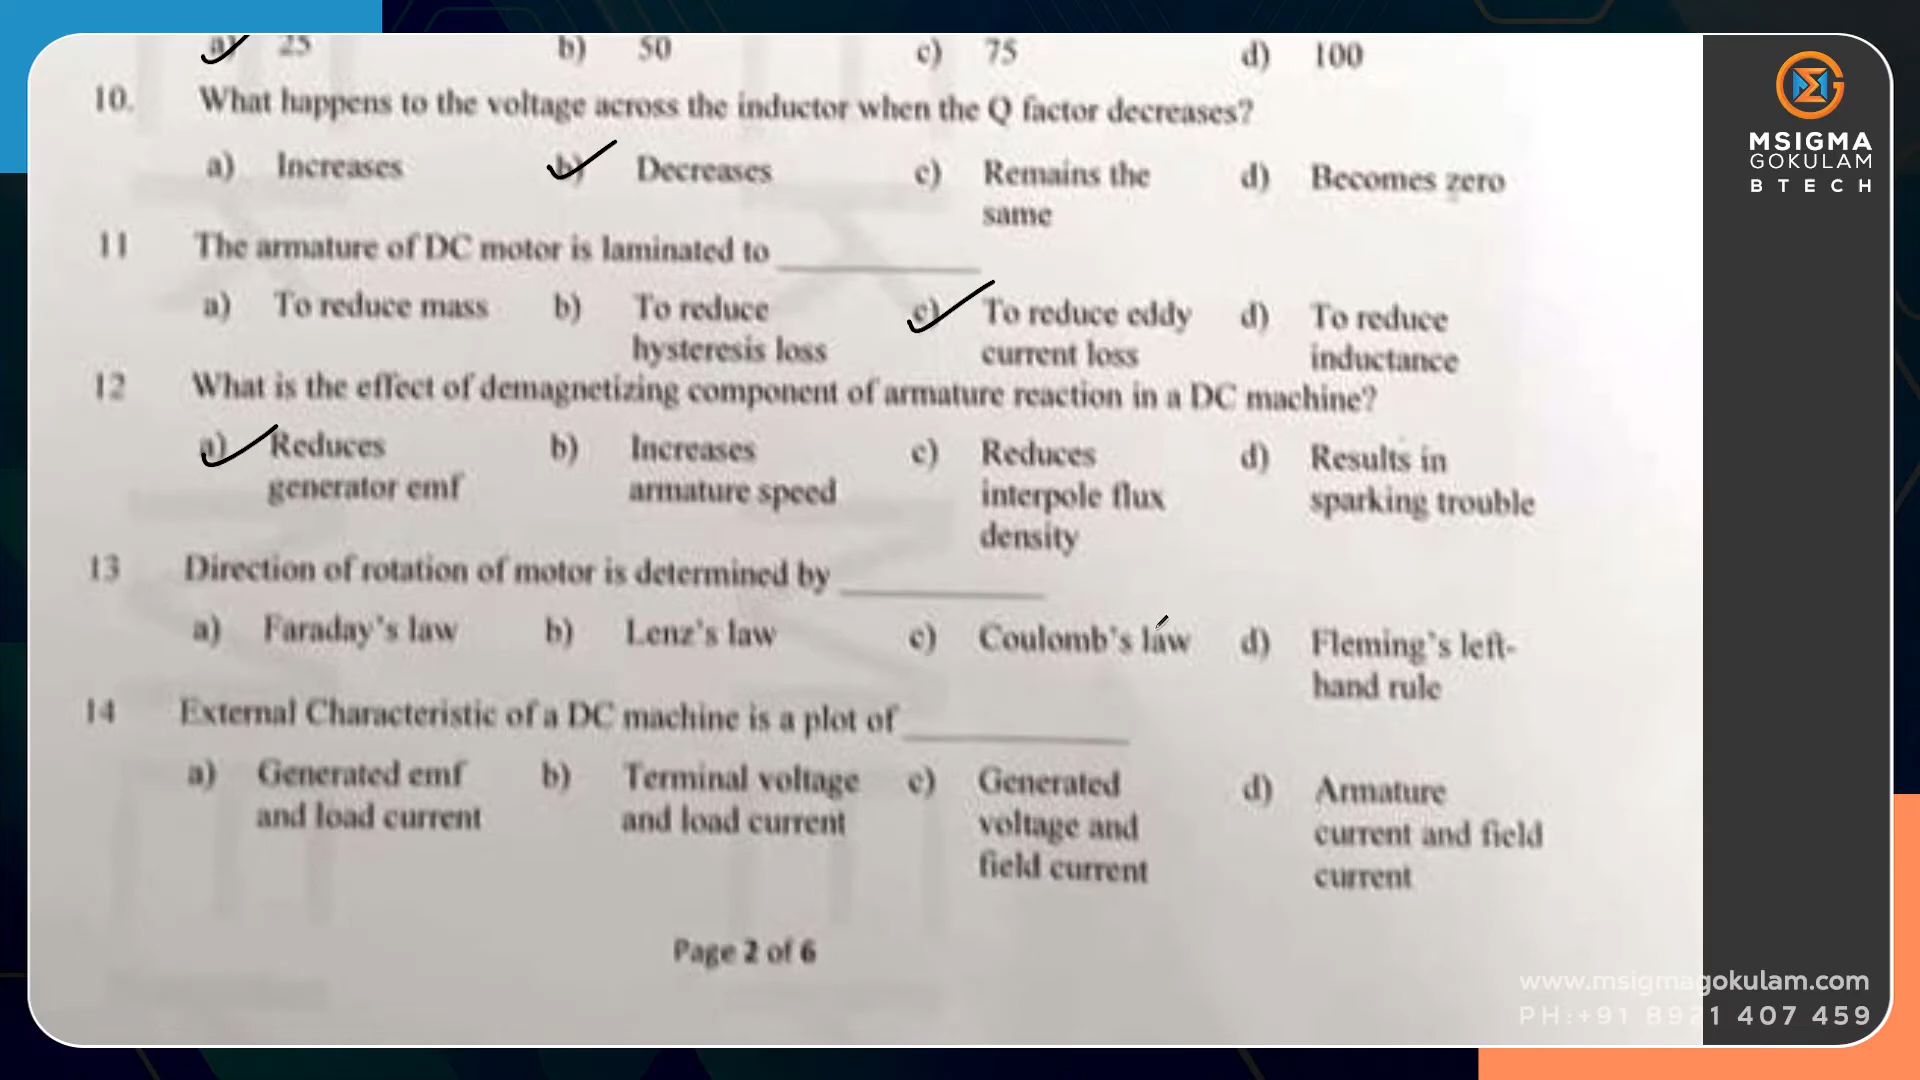 a) 25 b) 50 c) 75 d) 100
10. What happens to the voltage across the inductor when the Q factor decreases?
a) Increases b) Decreases c) Remains the same d) Becomes zero
11 The armature of DC motor is laminated to
a) To reduce mass b) To reduce hysteresis loss c) To reduce eddy current loss d) To reduce inductance
12 What is the effect of demagnetizing component of armature reaction in a DC machine?
a) Reduces generator emf b) Increases armature speed c) Reduces interpole flux density d) Results in sparking trouble
13 Direction of rotation of motor is determined by
a) Faraday's law b) Lenz's law c) Coulomb's law d) Fleming's left-hand rule
14 External Characteristic of a DC machine is a plot of
a) Generated emf and load current b) Terminal voltage and load current c) Generated voltage and field current d) Armature current and field current
Page 2 of 6
MSIGMA
GOKULAM
BTECH
www.msigmagokulam.com
PH:+91 8921 407 459